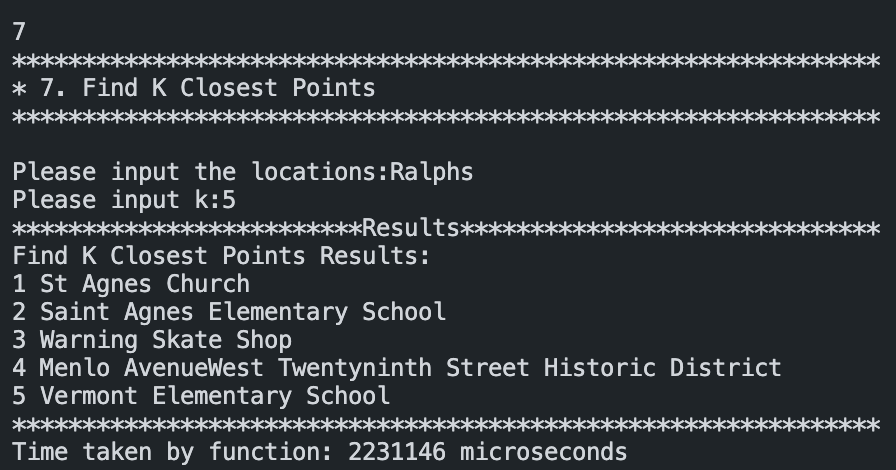 7
**************************************************************
* 7. Find K Closest Points
**************************************************************
Please input the locations:Ralphs
Please input k:5
*************************Results******************************
Find K Closest Points Results:
1 St Agnes Church
2 Saint Agnes Elementary School
3 Warning Skate Shop
4 Menlo AvenueWest Twentyninth Street Historic District
5 Vermont Elementary School
**************************************************************
Time taken by function: 2231146 microseconds